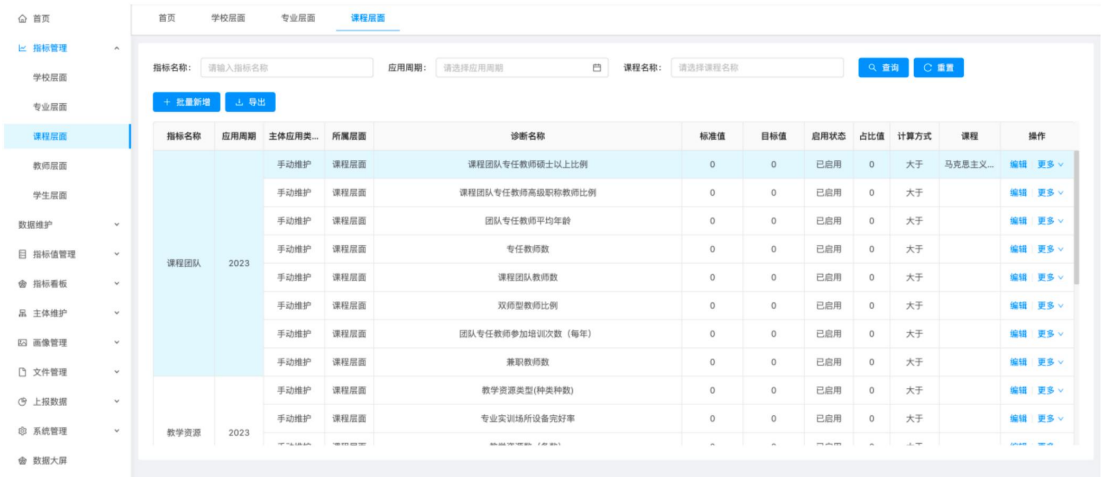 首页
指标管理
学校层面
专业层面
课程层面
教师层面
学生层面
数据维护
指标值管理
指标看板
主体维护
画像管理
文件管理
上报数据
系统管理
数据大屏
首页 学校层面 专业层面 课程层面
指标名称: 请输入指标名称 应用周期: 请选择应用周期 课程名称: 请选择课程名称 查询 重置
+ 批量新增 导出
指标名称 应用周期 主体应用类... 所属层面 诊断名称 标准值 目标值 启用状态 占比值 计算方式 课程 操作
手动维护 课程层面 课程团队专任教师硕士以上比例 0 0 已启用 0 大于 马克思主义... 编辑 更多
手动维护 课程层面 课程团队专任教师高级职称教师比例 0 0 已启用 0 大于 编辑 更多
手动维护 课程层面 团队专任教师平均年龄 0 0 已启用 0 大于 编辑 更多
手动维护 课程层面 专任教师数 0 0 已启用 0 大于 编辑 更多
课程团队 2023
手动维护 课程层面 课程团队教师数 0 0 已启用 0 大于 编辑 更多
手动维护 课程层面 双师型教师比例 0 0 已启用 0 大于 编辑 更多
手动维护 课程层面 团队专任教师参加培训次数（每年） 0 0 已启用 0 大于 编辑 更多
手动维护 课程层面 兼职教师数 0 0 已启用 0 大于 编辑 更多
手动维护 课程层面 教学资源类型(种类种数) 0 0 已启用 0 大于 编辑 更多
手动维护 课程层面 专业实训场所设备完好率 0 0 已启用 0 大于 编辑 更多
教学资源 2023